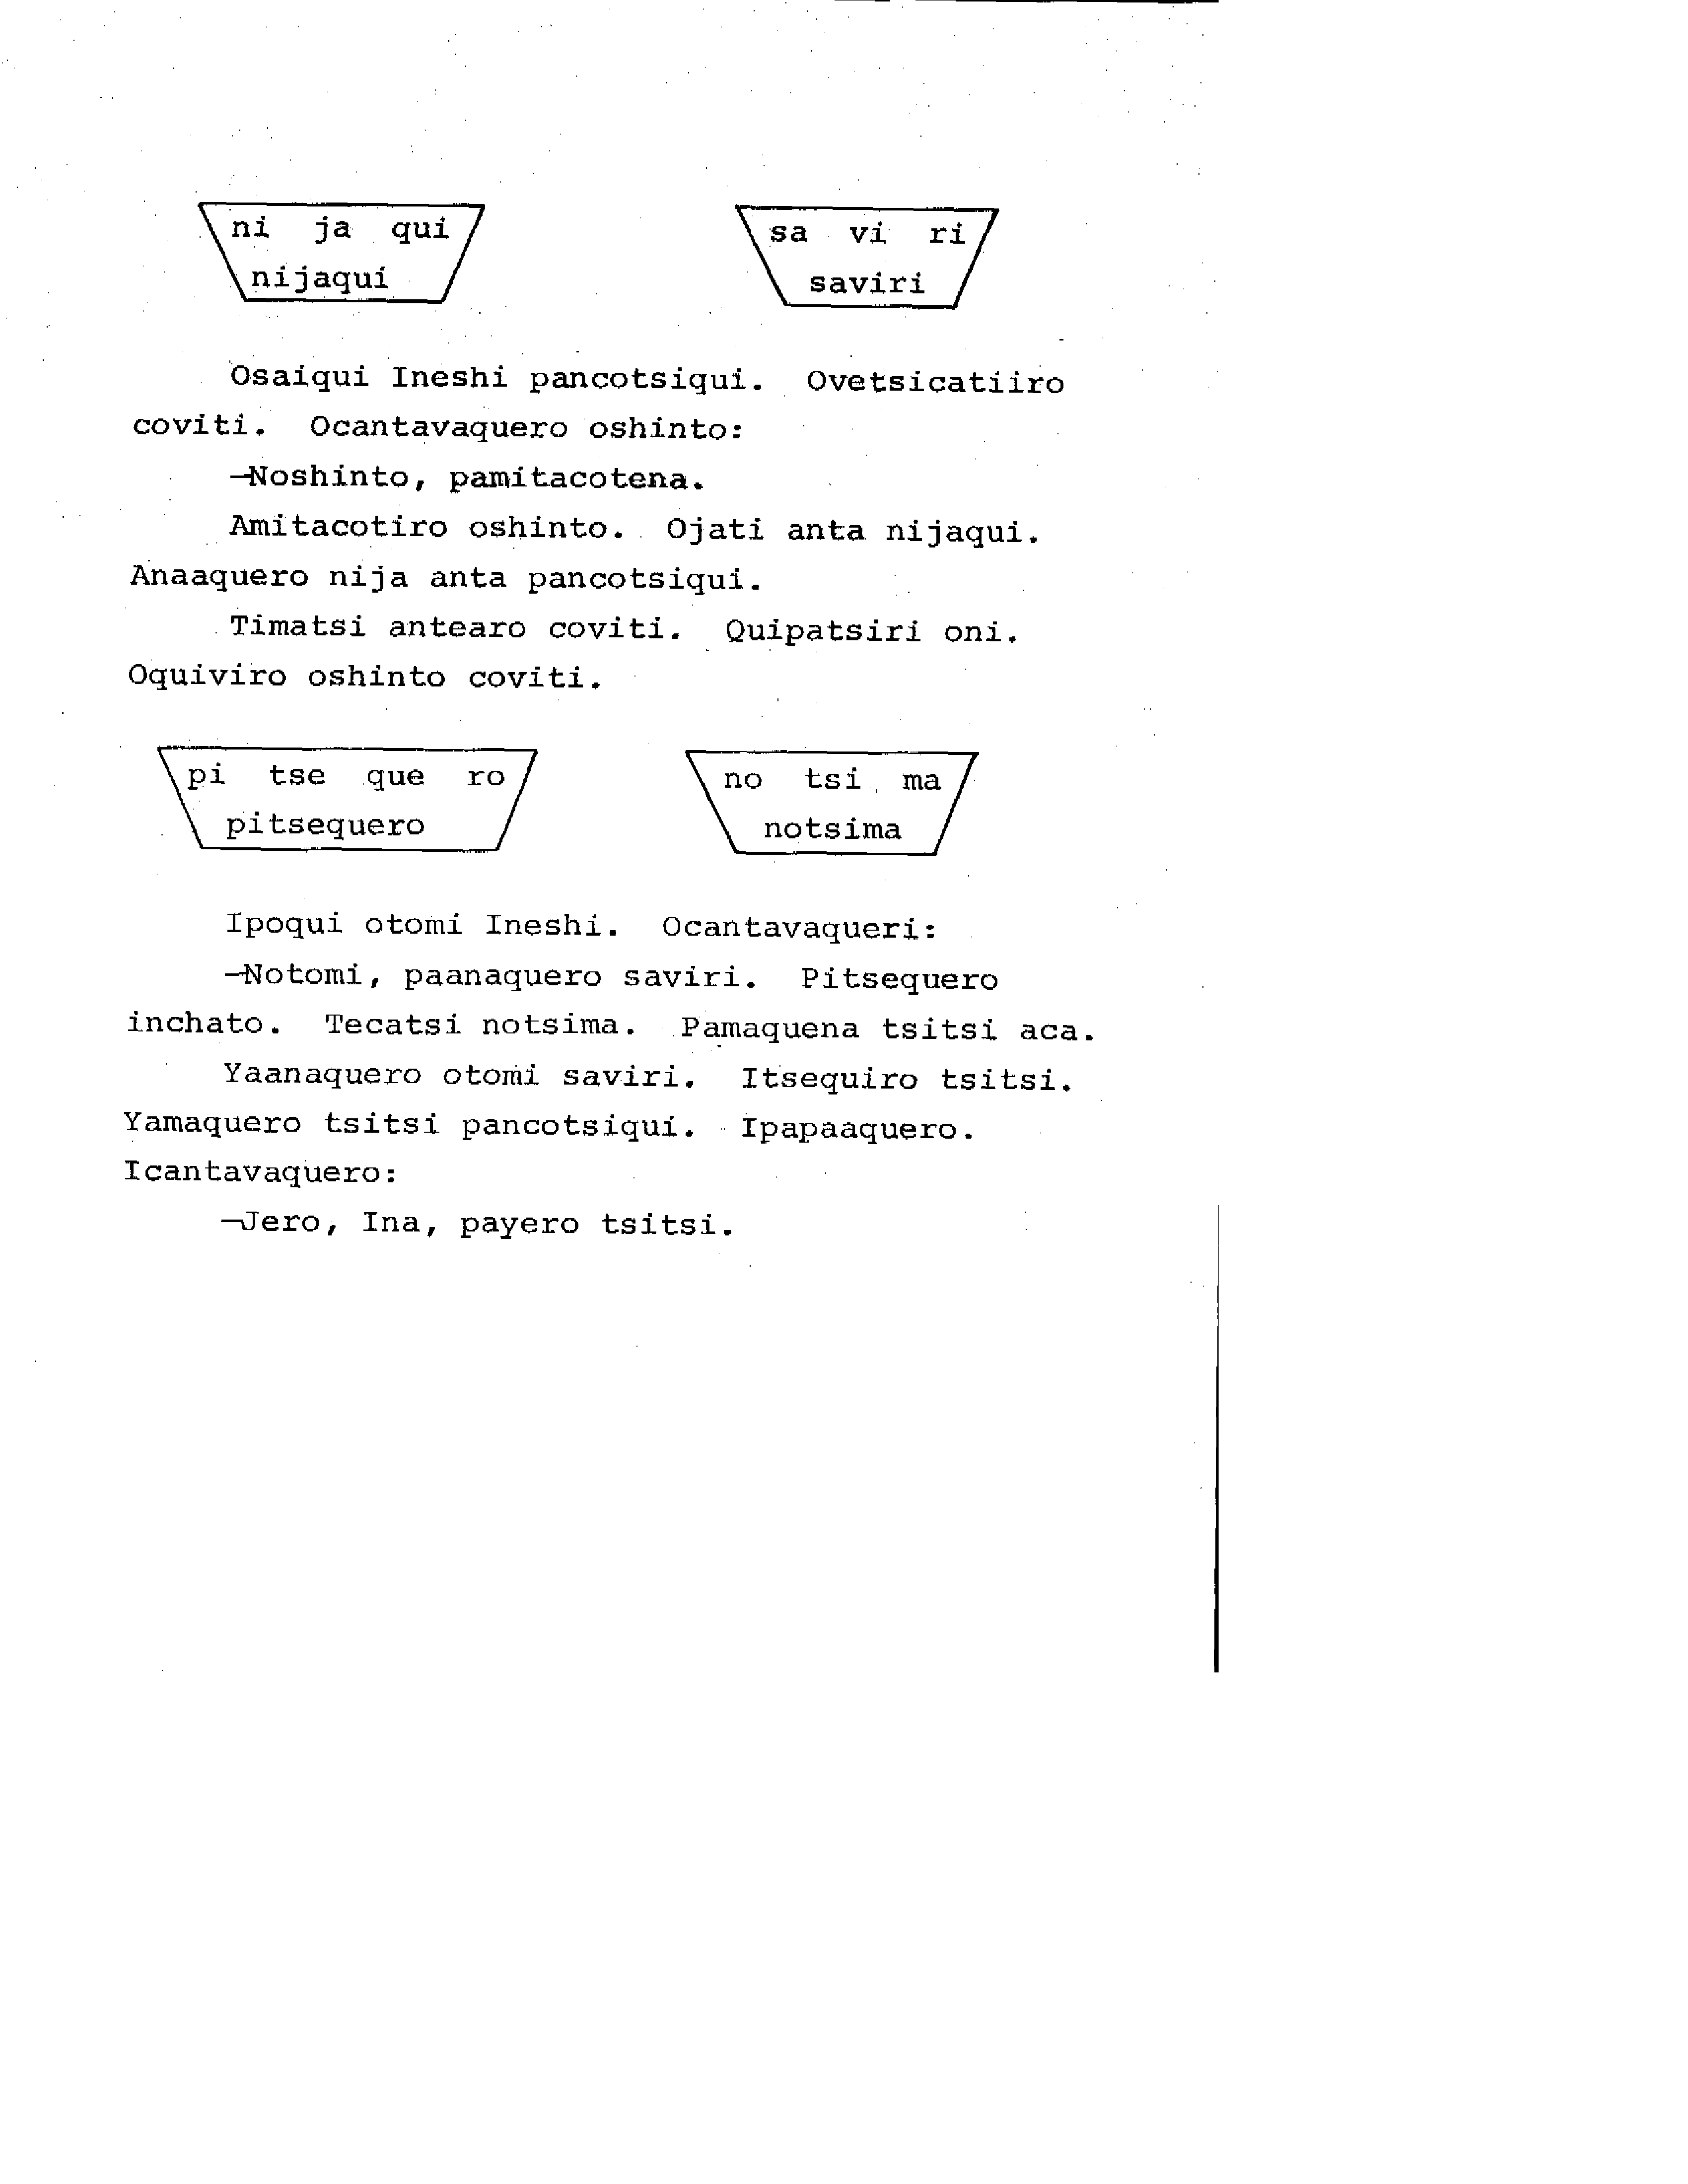 ni ja qui
nijaqui
sa vi ri
saviri
Osaiqui Ineshi pancotsiqui. Ovetsicatiiro
coviti. Ocantavaquero oshinto:
—Noshinto, pamitacotena.
Amitacotiro oshinto. Ojati anta nijaqui.
Anaaquero nija anta pancotsiqui.
Timatsi antearo coviti. Quipatsiri oni.
Oquiviro oshinto coviti.
pi tse que ro
pitsequero
no tsi ma
notsima
Ipoqui otomi Ineshi. Ocantavaqueri:
—Notomi, paanaquero saviri. Pitsequero
inchato. Tecatsi notsima. Pamaquena tsitsi aca.
Yaanaquero otomi saviri. Itsequiro tsitsi.
Yamaquero tsitsi pancotsiqui. Ipapaaquero.
Icantavaquero:
—Jero, Ina, payero tsitsi.